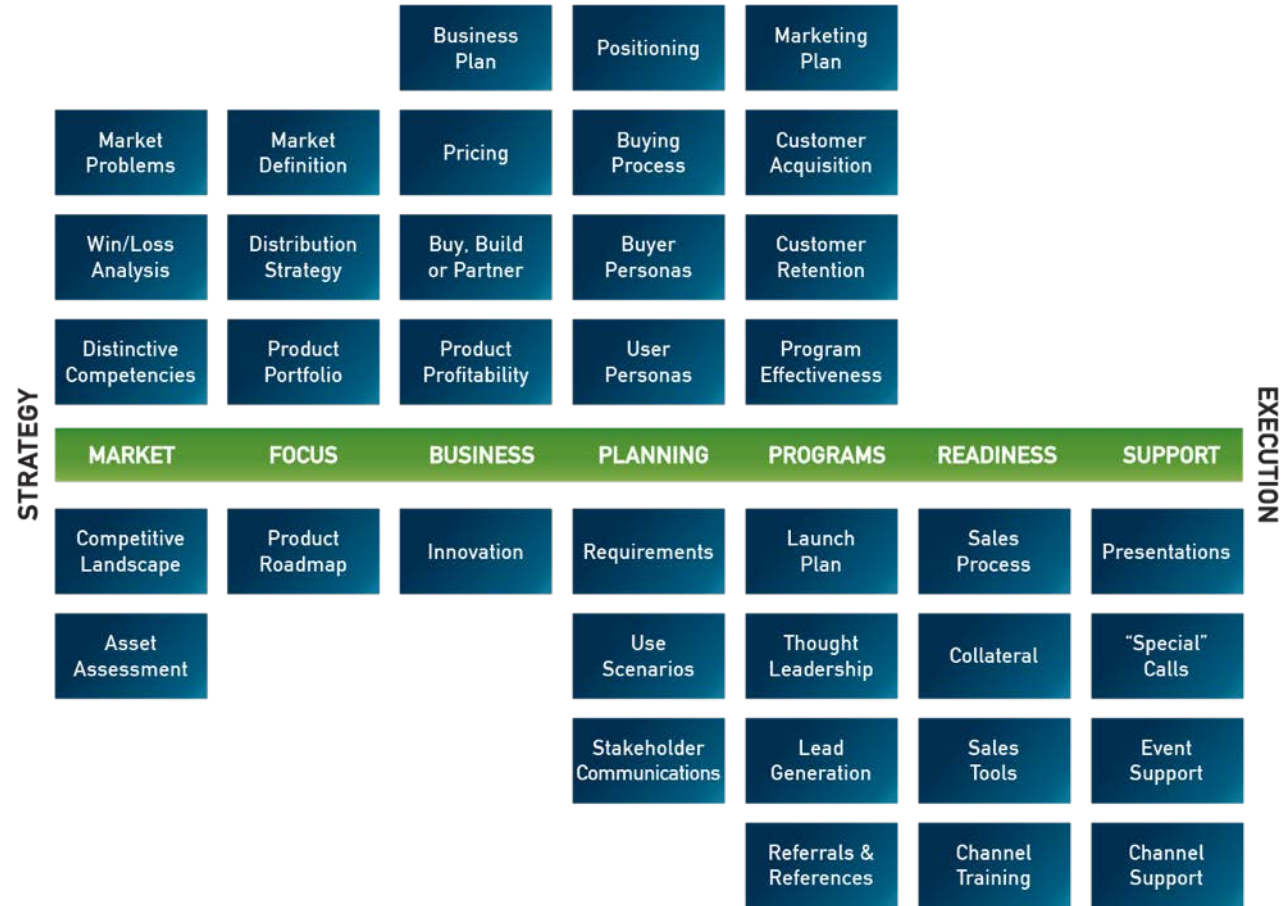 Business
Plan
Positioning
Marketing
Plan
Market
Problems
Market
Definition
Pricing
Buying
Process
Customer
Acquisition
Win/Loss
Analysis
Distribution
Strategy
Buy, Build
or Partner
Buyer
Personas
Customer
Retention
Distinctive
Competencies
Product
Portfolio
Product
Profitability
User
Personas
Program
Effectiveness
STRATEGY
MARKET
FOCUS
BUSINESS
PLANNING
PROGRAMS
READINESS
SUPPORT
EXECUTION
Competitive
Landscape
Product
Roadmap
Innovation
Requirements
Launch
Plan
Sales
Process
Presentations
Asset
Assessment
Use
Scenarios
Thought
Leadership
Collateral
“Special”
Calls
Stakeholder
Communications
Lead
Generation
Sales
Tools
Event
Support
Referrals &
References
Channel
Training
Channel
Support